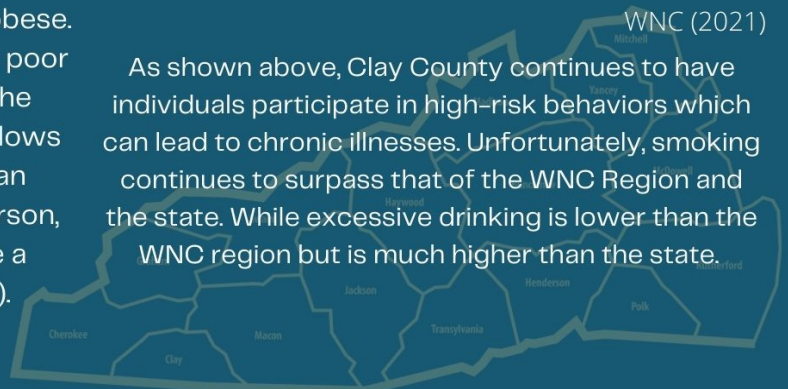 bese.
poor
he
lows
an
rson,
e a
).
WNC (2021)
As shown above, Clay County continues to have
individuals participate in high-risk behaviors which
can lead to chronic illnesses. Unfortunately, smoking
continues to surpass that of the WNC Region and
the state. While excessive drinking is lower than the
WNC region but is much higher than the state.
Mitchell
Yancey
McDowell
Haywood
Rutherford
Henderson
Jackson
Polk
Transylvania
Macon
Cherokee
Clay